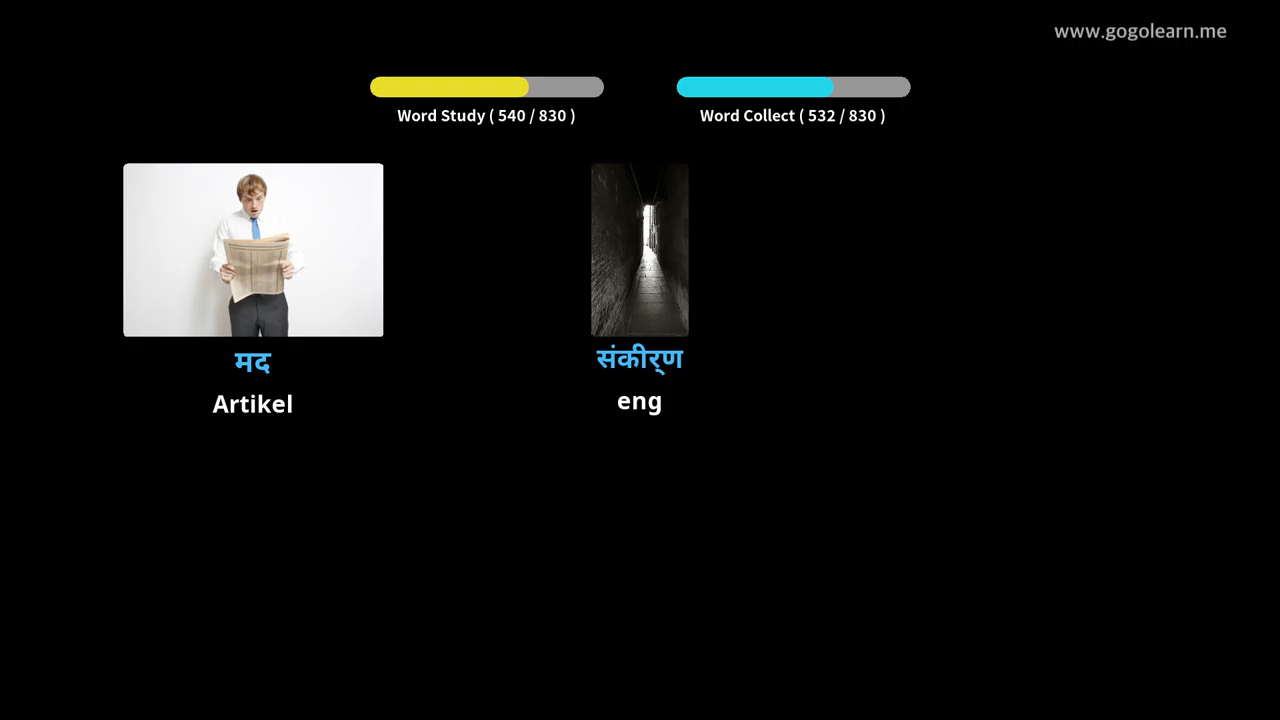 www.gogolearn.me
Word Study ( 540 / 830 )
Word Collect ( 532 / 830 )
मद
Artikel
संकीर्ण
eng